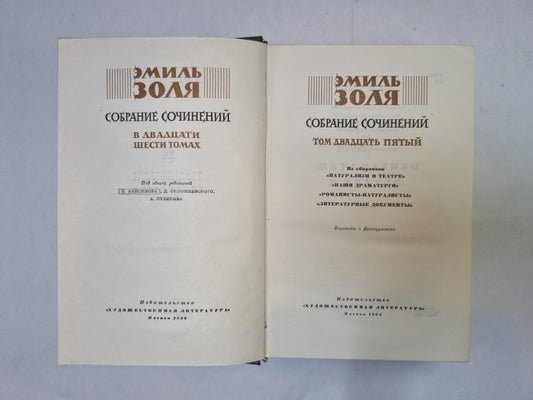 ЭМИЛЬ
ЗОЛЯ
СОБРАНИЕ СОЧИНЕНИЙ
В ДВАДЦАТИ
ШЕСТИ ТОМАХ
Под общей редакцией
И. АНИСИМОВА, Д. ОБЛОМИЕВСКОГО,
А. ПУЗИКОВА
Издательство
«ХУДОЖЕСТВЕННАЯ ЛИТЕРАТУРА»
Москва
ЭМИЛЬ
ЗОЛЯ
СОБРАНИЕ СОЧИНЕНИЙ
ТОМ ДВАДЦАТЬ ПЯТЫЙ
Из сборников
«НАТУРАЛИЗМ В ТЕАТРЕ»
«НАШИ ДРАМАТУРГИ»
«РОМАНИСТЫ-НАТУРАЛИСТЫ»
«ЛИТЕРАТУРНЫЕ ДОКУМЕНТЫ»
Переводы с французского
Издательство
«ХУДОЖЕСТВЕННАЯ ЛИТЕРАТУРА»
Москва